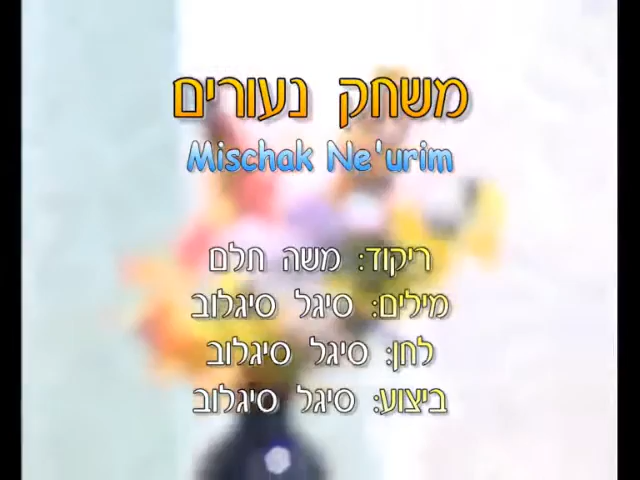 משחק נעורים
Mischak Ne'urim
ריקוד: משה תלם
מילים: סיגל סיגלוב
לחן: סיגל סיגלוב
ביצוע: סיגל סיגלוב